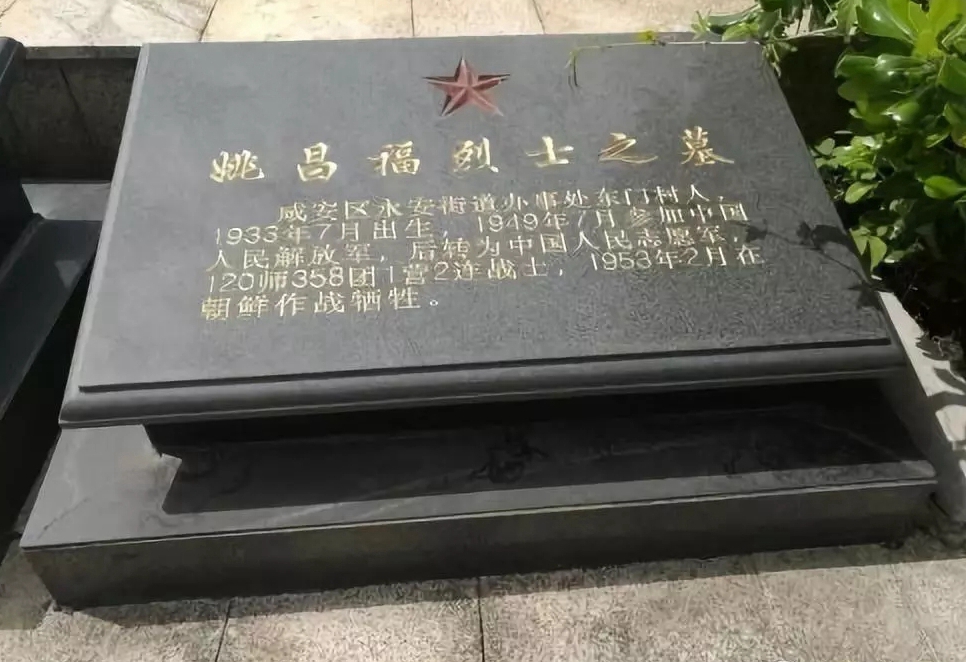 姚昌福烈士之墓
咸安区永安街道办事处东门村人，
1933年7月出生，1949年7月参加中国
人民解放军，后转为中国人民志愿军，
120师358团1营2连战士，1953年2月在
朝鲜作战牺牲。